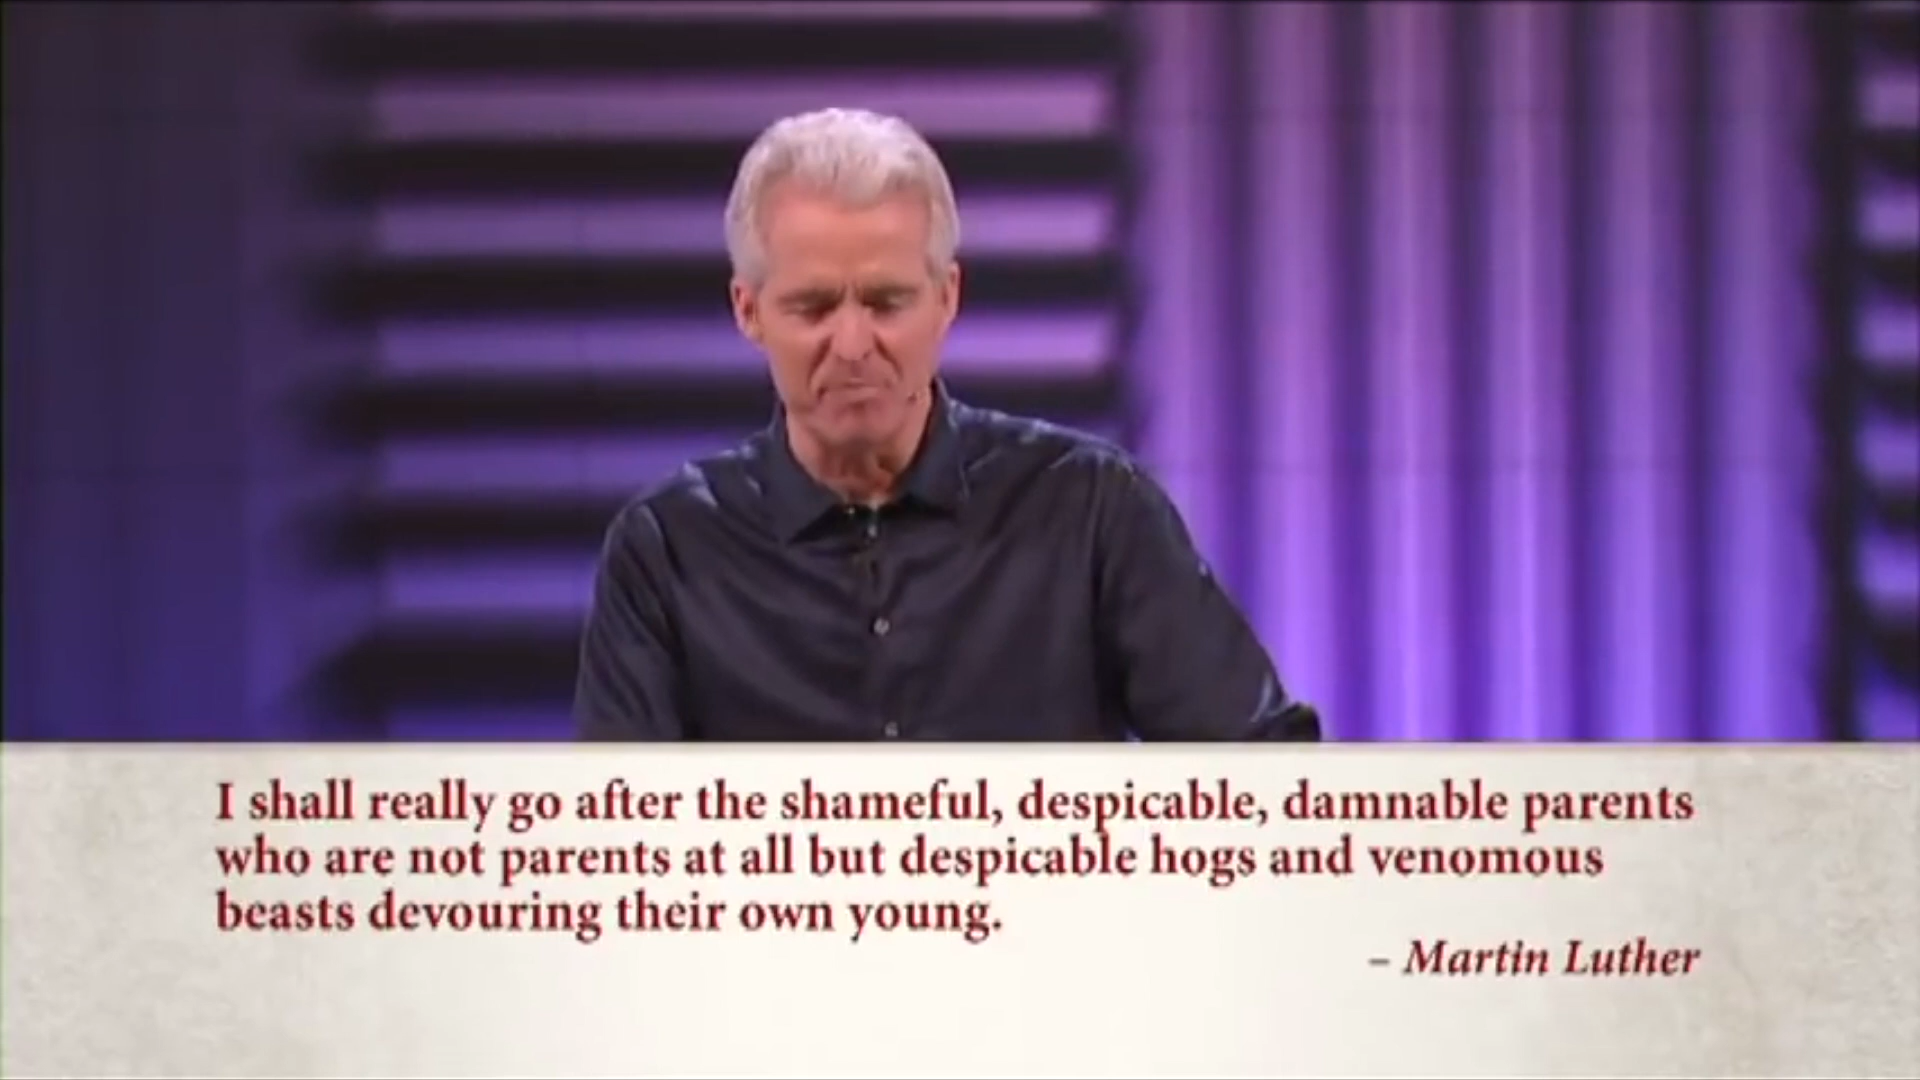 I shall really go after the shameful, despicable, damnable parents
who are not parents at all but despicable hogs and venomous
beasts devouring their own young.
– Martin Luther